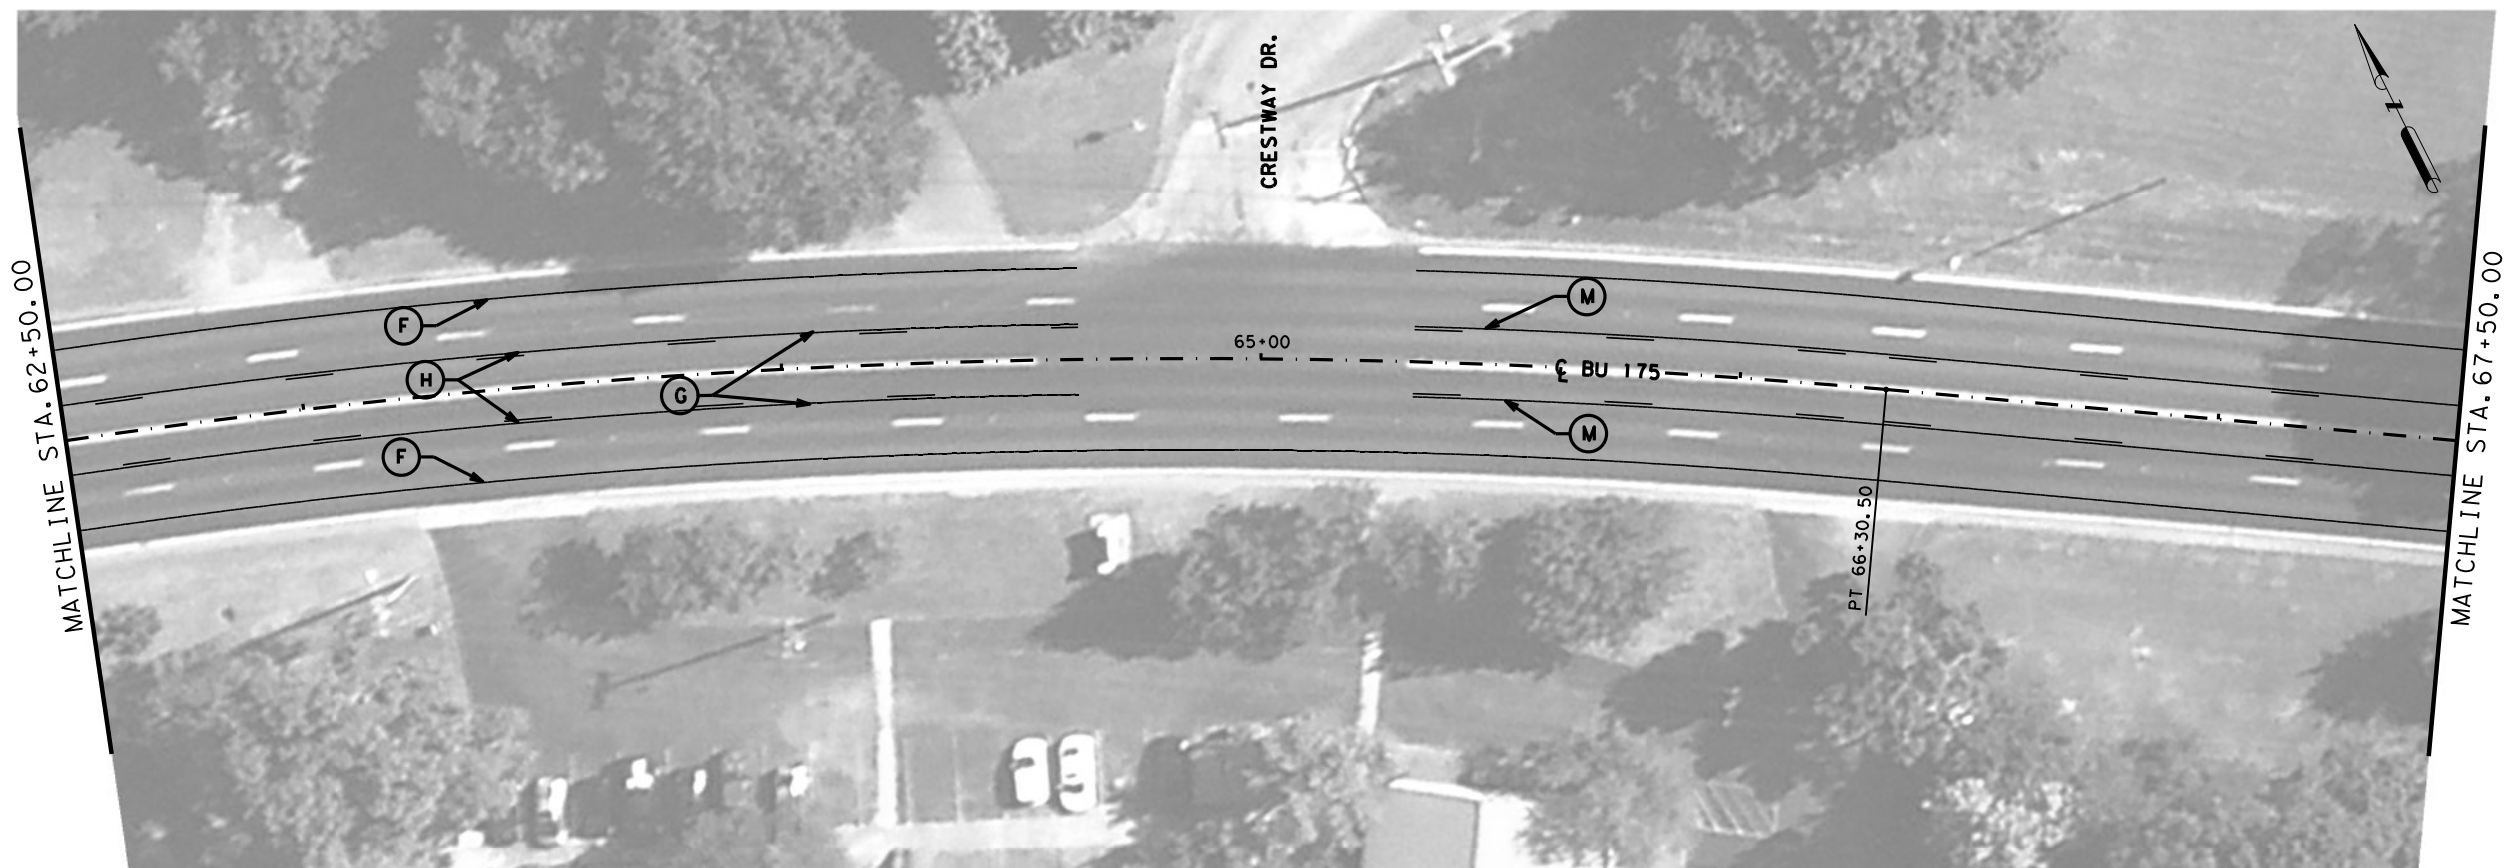 CRESTWAY DR.
N
MATCHLINE STA.62+50.00
MATCHLINE STA.67+50.00
F
M
65+00
H
G
℄ BU 175
F
M
PT 66+30.50